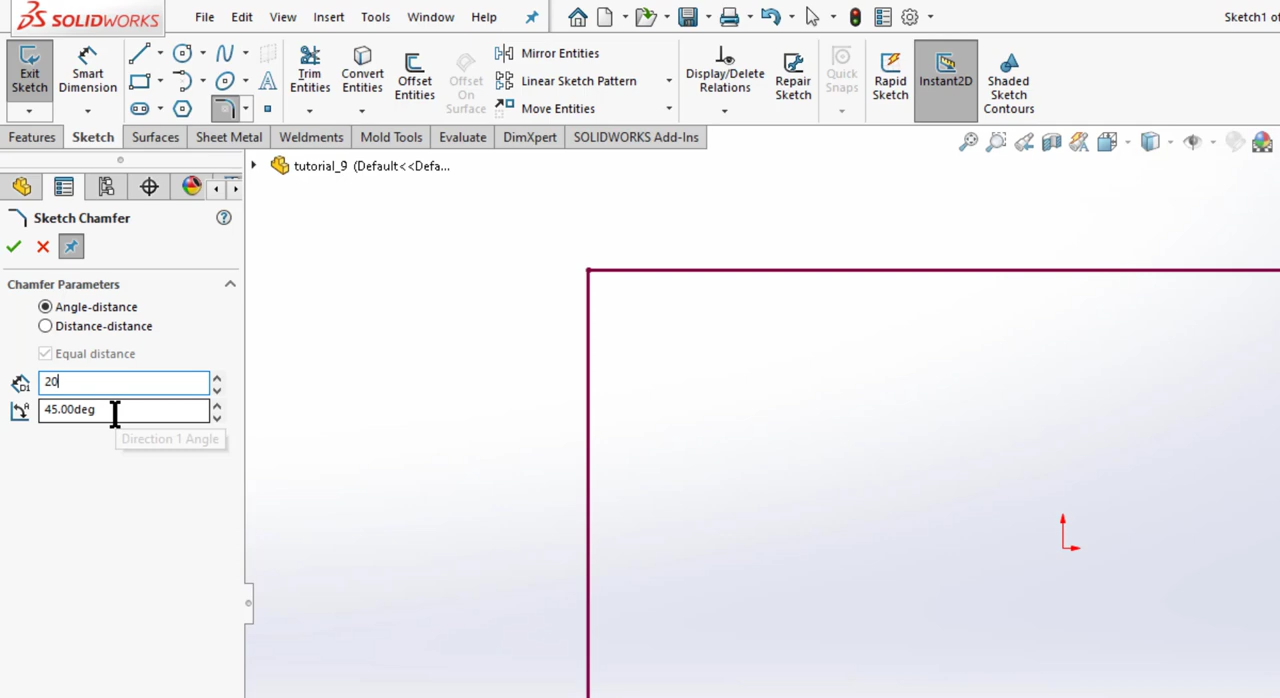 SOLIDWORKS File Edit View Insert Tools Window Help Sketch1 of
Exit Sketch
Smart Dimension
Trim Entities
Convert Entities
Offset Entities
Offset On Surface
Mirror Entities
Linear Sketch Pattern
Move Entities
Display/Delete Relations
Repair Sketch
Quick Snaps
Rapid Sketch
Instant2D
Shaded Sketch Contours
Features Sketch Surfaces Sheet Metal Weldments Mold Tools Evaluate DimXpert SOLIDWORKS Add-Ins
tutorial_9 (Default<<Defa...
Sketch Chamfer
Chamfer Parameters
Angle-distance
Distance-distance
Equal distance
D1 20
A 45.00deg
Direction 1 Angle